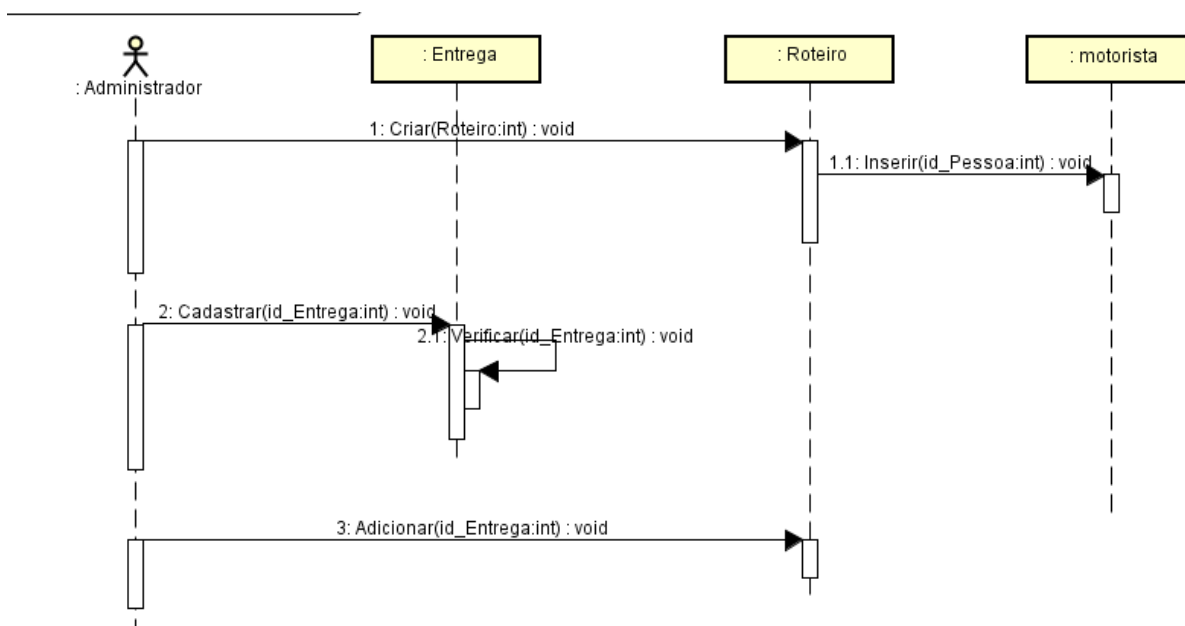 : Entrega
: Roteiro
: motorista
: Administrador
1: Criar(Roteiro:int) : void
1.1: Inserir(id_Pessoa:int) : void
2: Cadastrar(id_Entrega:int) : void
2.1: Verificar(id_Entrega:int) : void
3: Adicionar(id_Entrega:int) : void